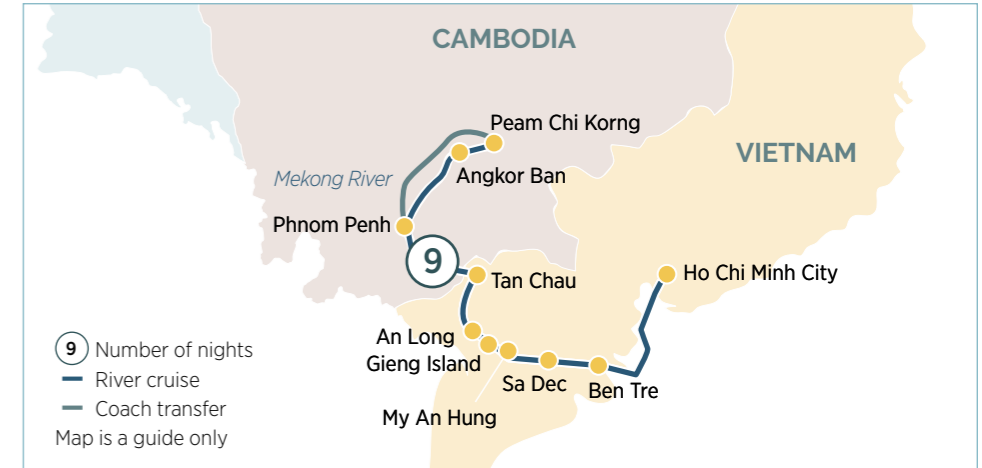 CAMBODIA
Peam Chi Korng
VIETNAM
Mekong River
Angkor Ban
Phnom Penh
9
Tan Chau
Ho Chi Minh City
An Long
Gieng Island
Sa Dec
Ben Tre
My An Hung
9 Number of nights
River cruise
Coach transfer
Map is a guide only